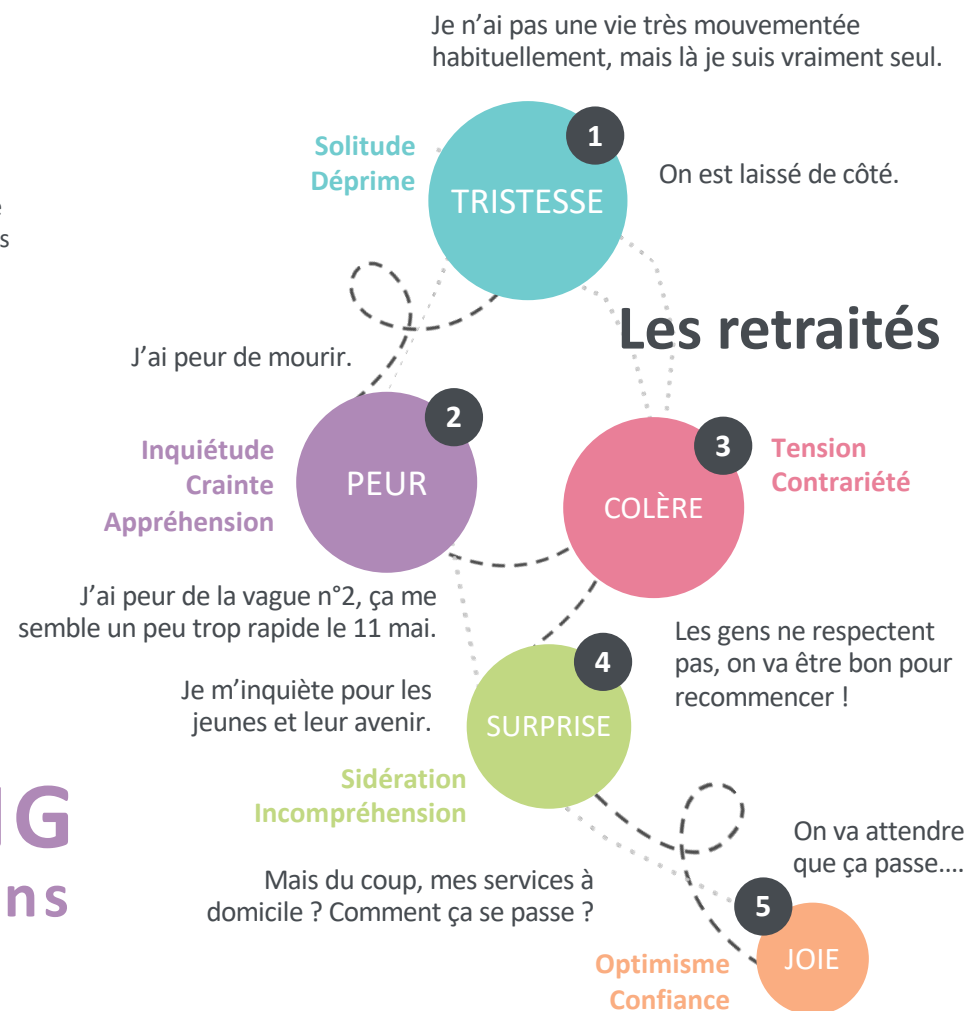 Je n’ai pas une vie très mouvementée
habituellement, mais là je suis vraiment seul.
1
Solitude
Déprime
TRISTESSE
On est laissé de côté.
Les retraités
J’ai peur de mourir.
2
Inquiétude
Crainte
Appréhension
PEUR
3
COLÈRE
Tension
Contrariété
J’ai peur de la vague n°2, ça me
semble un peu trop rapide le 11 mai.
Les gens ne respectent
pas, on va être bon pour
recommencer !
Je m’inquiète pour les
jeunes et leur avenir.
4
SURPRISE
Sidération
Incompréhension
On va attendre
que ça passe....
Mais du coup, mes services à
domicile ? Comment ça se passe ?
5
JOIE
Optimisme
Confiance